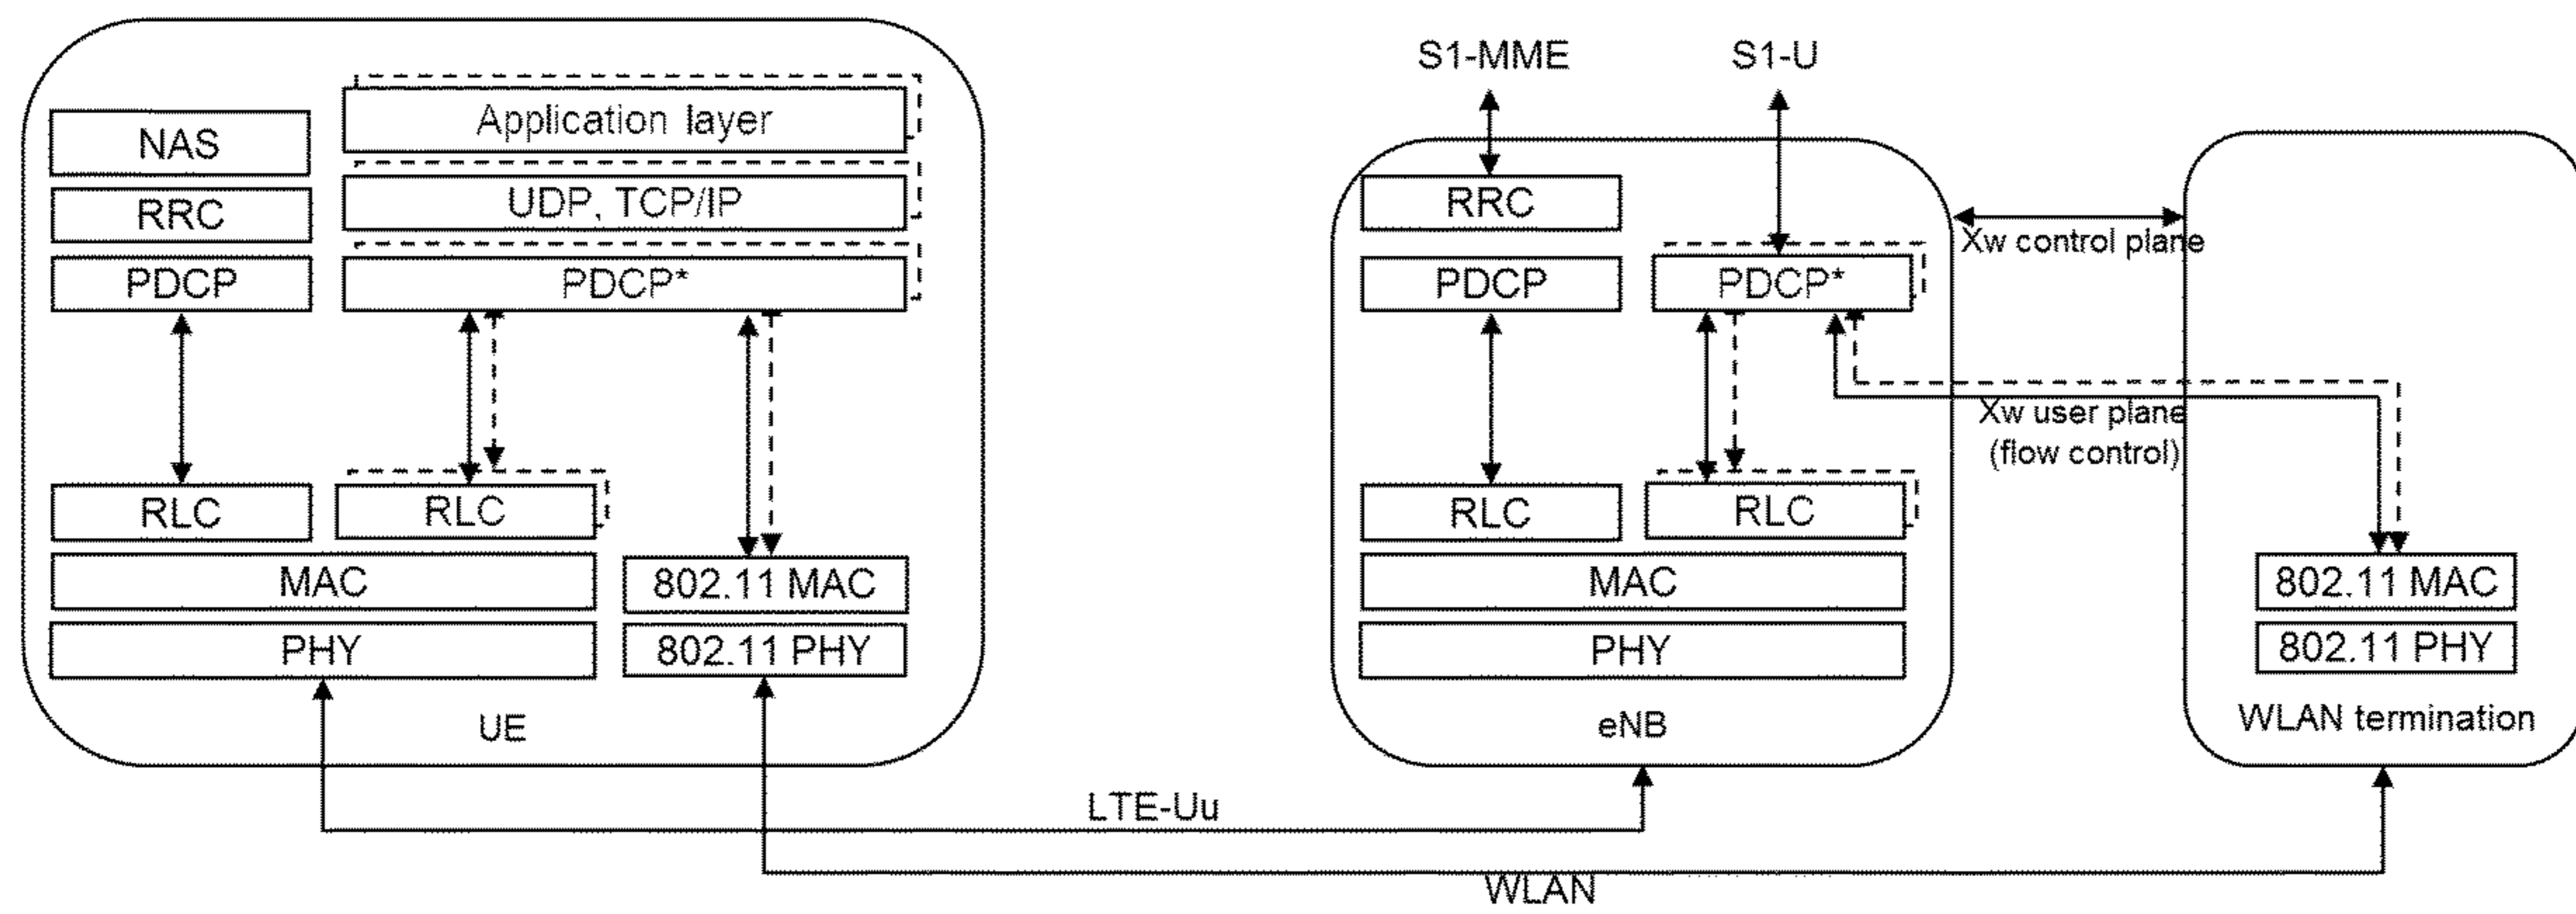 S1-MME
S1-U
NAS
Application layer
RRC
UDP, TCP/IP
PDCP
PDCP*
RLC
RLC
MAC
802.11 MAC
PHY
802.11 PHY
UE
RRC
PDCP
PDCP*
RLC
RLC
MAC
PHY
eNB
Xw control plane
Xw user plane
(flow control)
802.11 MAC
802.11 PHY
WLAN termination
LTE-Uu
WLAN